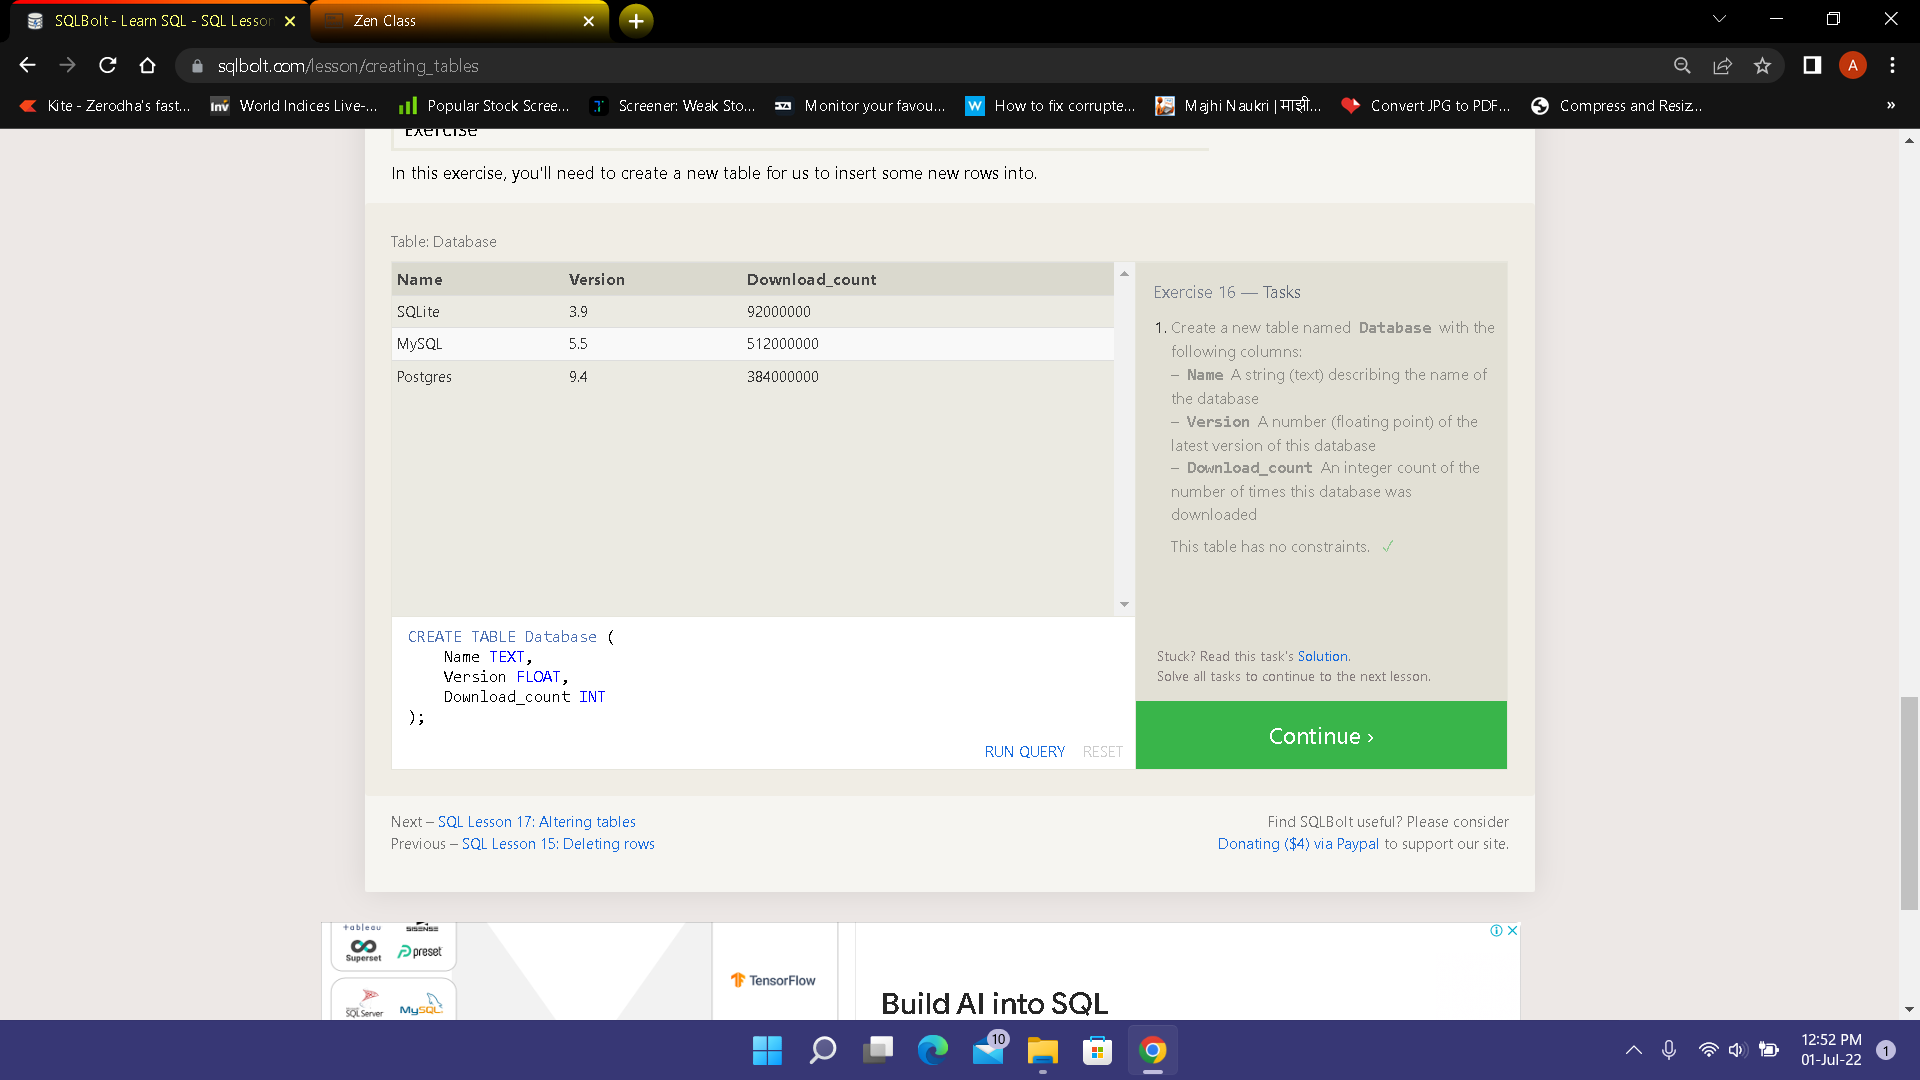 SQLBolt - Learn SQL - SQL Lesson
Zen Class
sqlbolt.com/lesson/creating_tables
A
Kite - Zerodha's fast...
World Indices Live-...
Popular Stock Scree...
Screener: Weak Sto...
Monitor your favou...
W
How to fix corrupte...
Majhi Naukri | माझी...
Convert JPG to PDF...
Compress and Resiz...
»
Exercise
In this exercise, you'll need to create a new table for us to insert some new rows into.
Table: Database
Name Version Download_count
SQLite 3.9 92000000
MySQL 5.5 512000000
Postgres 9.4 384000000
Exercise 16 — Tasks
1. Create a new table named Database with the
following columns:
– Name A string (text) describing the name of
the database
– Version A number (floating point) of the
latest version of this database
– Download_count An integer count of the
number of times this database was
downloaded
This table has no constraints. ✓
CREATE TABLE Database (
Name TEXT,
Version FLOAT,
Download_count INT
);
RUN QUERY RESET
Stuck? Read this task's Solution.
Solve all tasks to continue to the next lesson.
Continue ›
Next – SQL Lesson 17: Altering tables
Previous – SQL Lesson 15: Deleting rows
Find SQLBolt useful? Please consider
Donating ($4) via Paypal to support our site.
+ableau
SISENSE
Superset
preset
SQL Server
MySQL
TensorFlow
Build AI into SQL
10
12:52 PM
01-Jul-22
1